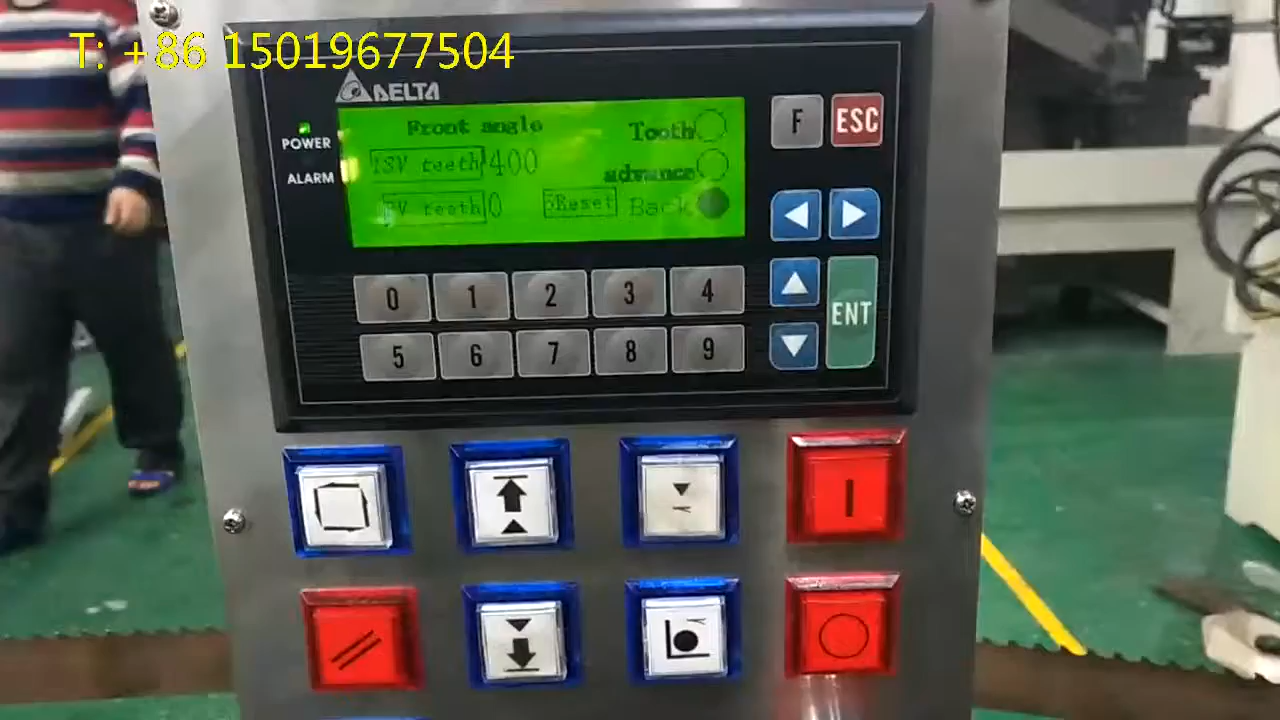 T: +86 15019677504
DELTA
POWER
ALARM
Front angle
Tooth
teeth 400
advance
teeth 0
Reset
Back
F
ESC
ENT
0 1 2 3 4
5 6 7 8 9